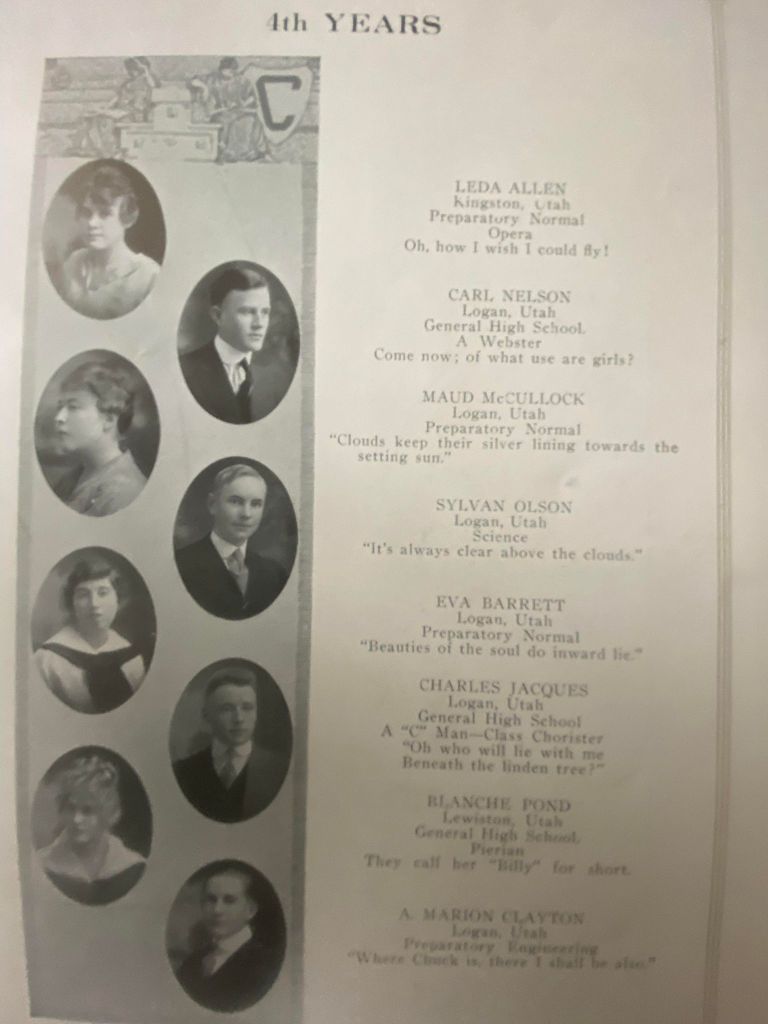 4th YEARS
C
LEDA ALLEN
Kingston, Utah
Preparatory Normal
Opera
Oh, how I wish I could fly!
CARL NELSON
Logan, Utah
General High School.
A Webster
Come now; of what use are girls?
MAUD McCULLOCK
Logan, Utah
Preparatory Normal
"Clouds keep their silver lining towards the
setting sun."
SYLVAN OLSON
Logan, Utah
Science
"It's always clear above the clouds."
EVA BARRETT
Logan, Utah
Preparatory Normal
"Beauties of the soul do inward lie."
CHARLES JACQUES
Logan, Utah
General High School
A "C" Man—Class Chorister
"Oh who will lie with me
Beneath the linden tree?"
BLANCHE POND
Lewiston, Utah
General High School.
Pierian
They call her "Billy" for short.
A. MARION CLAYTON
Logan, Utah
Preparatory Engineering
"Where Chuck is, there I shall be also."